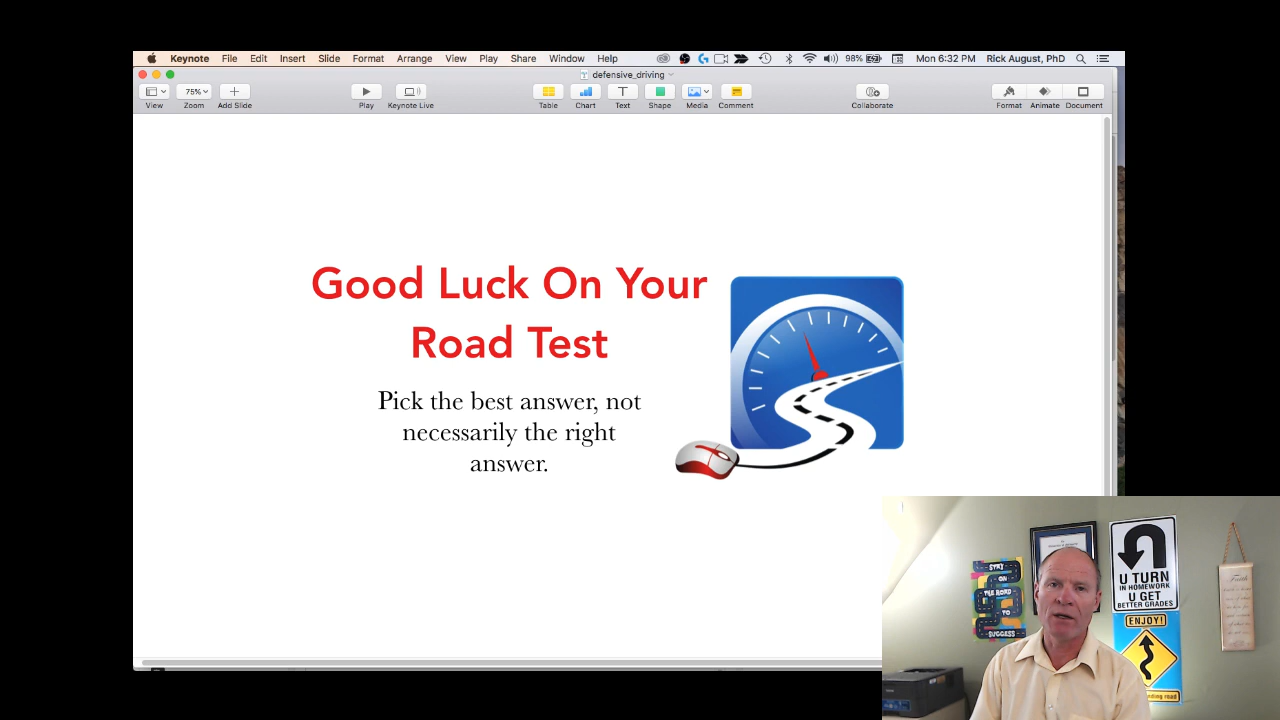 Keynote File Edit Insert Slide Format Arrange View Play Share Window Help 98% Mon 6:32 PM Rick August, PhD
defensive_driving
75%
View Zoom Add Slide Play Keynote Live Table Chart Text Shape Media Comment Collaborate Format Animate Document
Good Luck On Your
Road Test
Pick the best answer, not
necessarily the right
answer.
STAY
ON
THE ROAD
TO
SUCCESS
U TURN
IN HOMEWORK
U GET
BETTER GRADES
ENJOY!
road
Faith